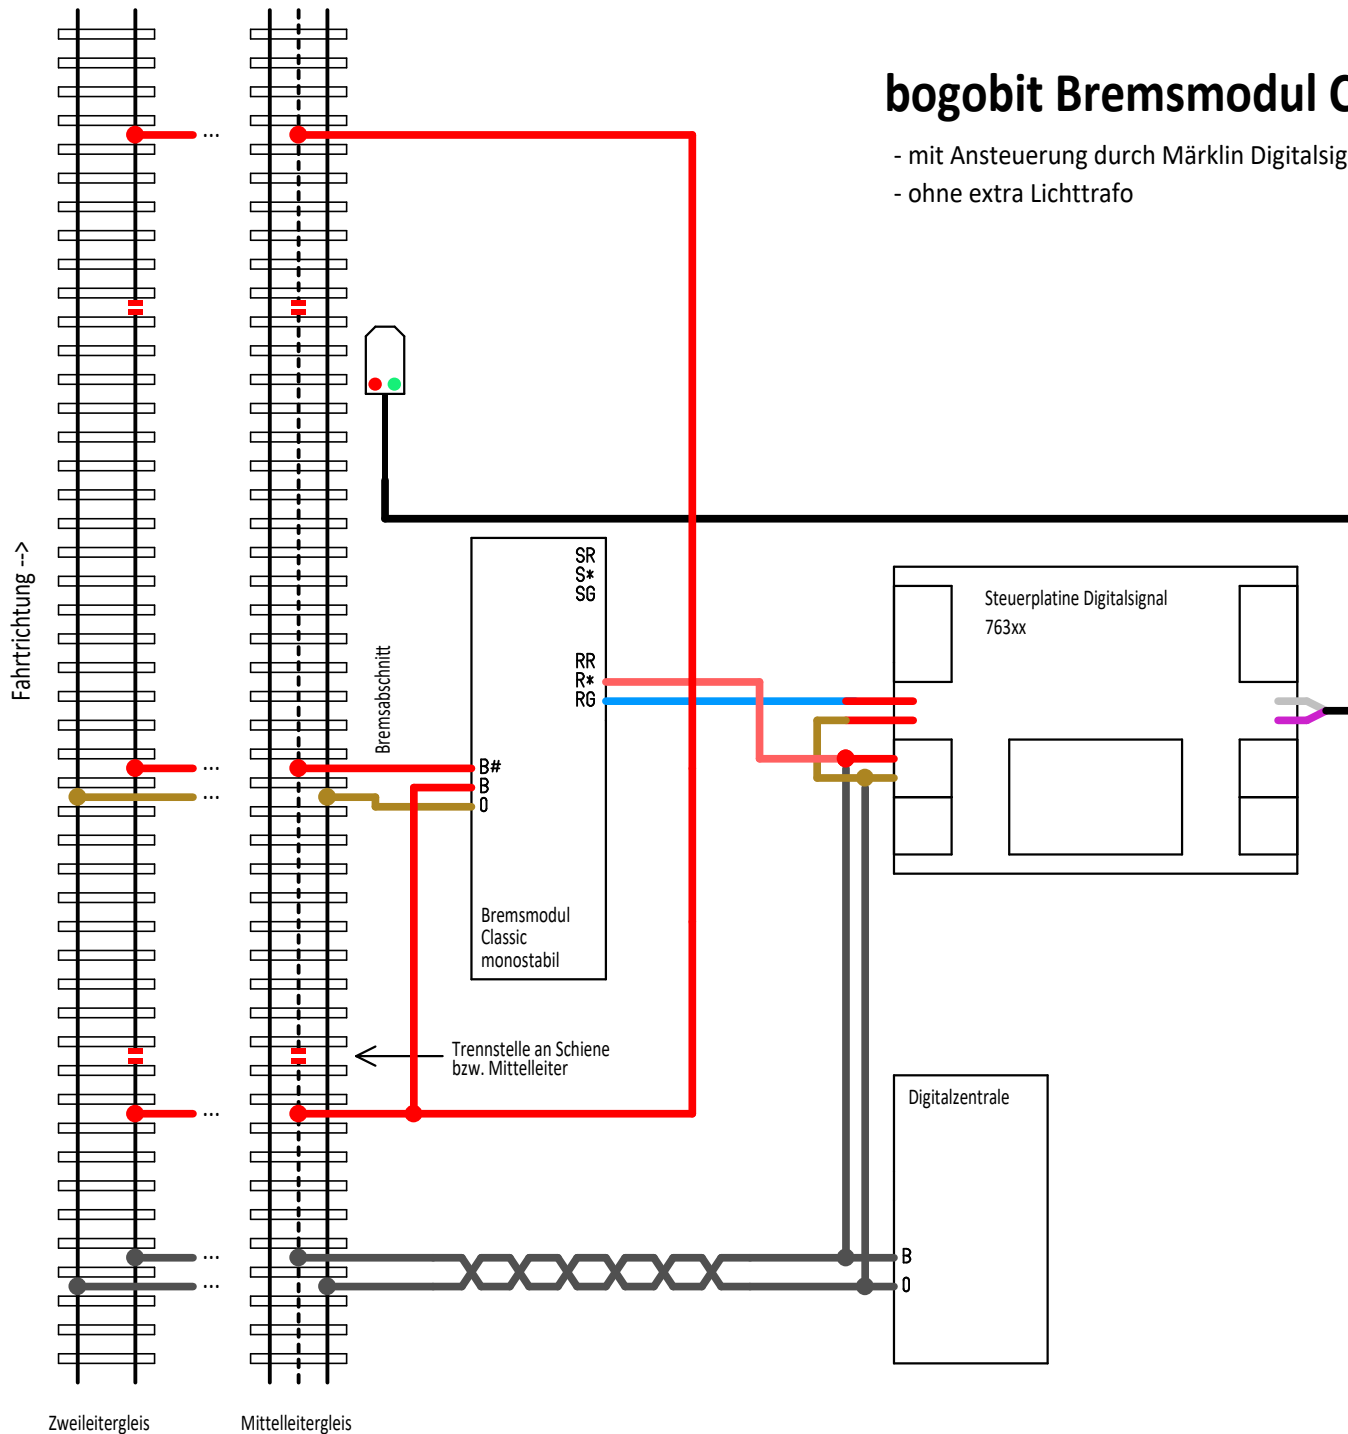 bogobit Bremsmodul C
- mit Ansteuerung durch Märklin Digitalsig
- ohne extra Lichttrafo
...
Fahrtrichtung -->
SR
S*
SG
Steuerplatine Digitalsignal
763xx
Bremsabschnitt
RR
R*
RG
...
...
B#
B
0
Bremsmodul
Classic
monostabil
Trennstelle an Schiene
bzw. Mittelleiter
Digitalzentrale
...
...
...
B
0
Zweileitergleis
Mittelleitergleis